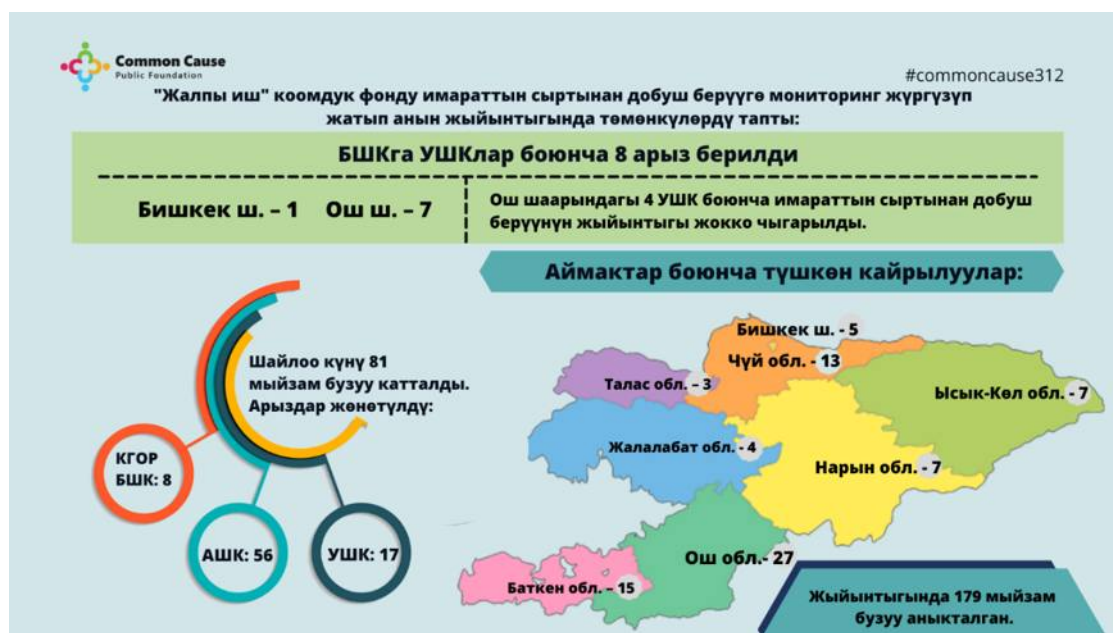 Common Cause
Public Foundation
#commoncause312
"Жалпы иш" коомдук фонду имараттын сыртынан добуш берүүгө мониторинг жүргүзүп
жатып анын жыйынтыгында төмөнкүлөрдү тапты:
БШКга УШКлар боюнча 8 арыз берилди
Бишкек ш. – 1 Ош ш. – 7
Ош шаарындагы 4 УШК боюнча имараттын сыртынан добуш
берүүнүн жыйынтыгы жокко чыгарылды.
Аймактар боюнча түшкөн кайрылуулар:
Шайлоо күнү 81
мыйзам бузуу катталды.
Арыздар жөнөтүлдү:
КГОР
БШК: 8
АШК: 56
УШК: 17
Бишкек ш. - 5
Чүй обл. - 13
Талас обл. – 3
Ысык-Көл обл. - 7
Жалалабат обл. - 4
Нарын обл. - 7
Ош обл.- 27
Баткен обл. – 15
Жыйынтыгында 179 мыйзам
бузуу аныкталган.